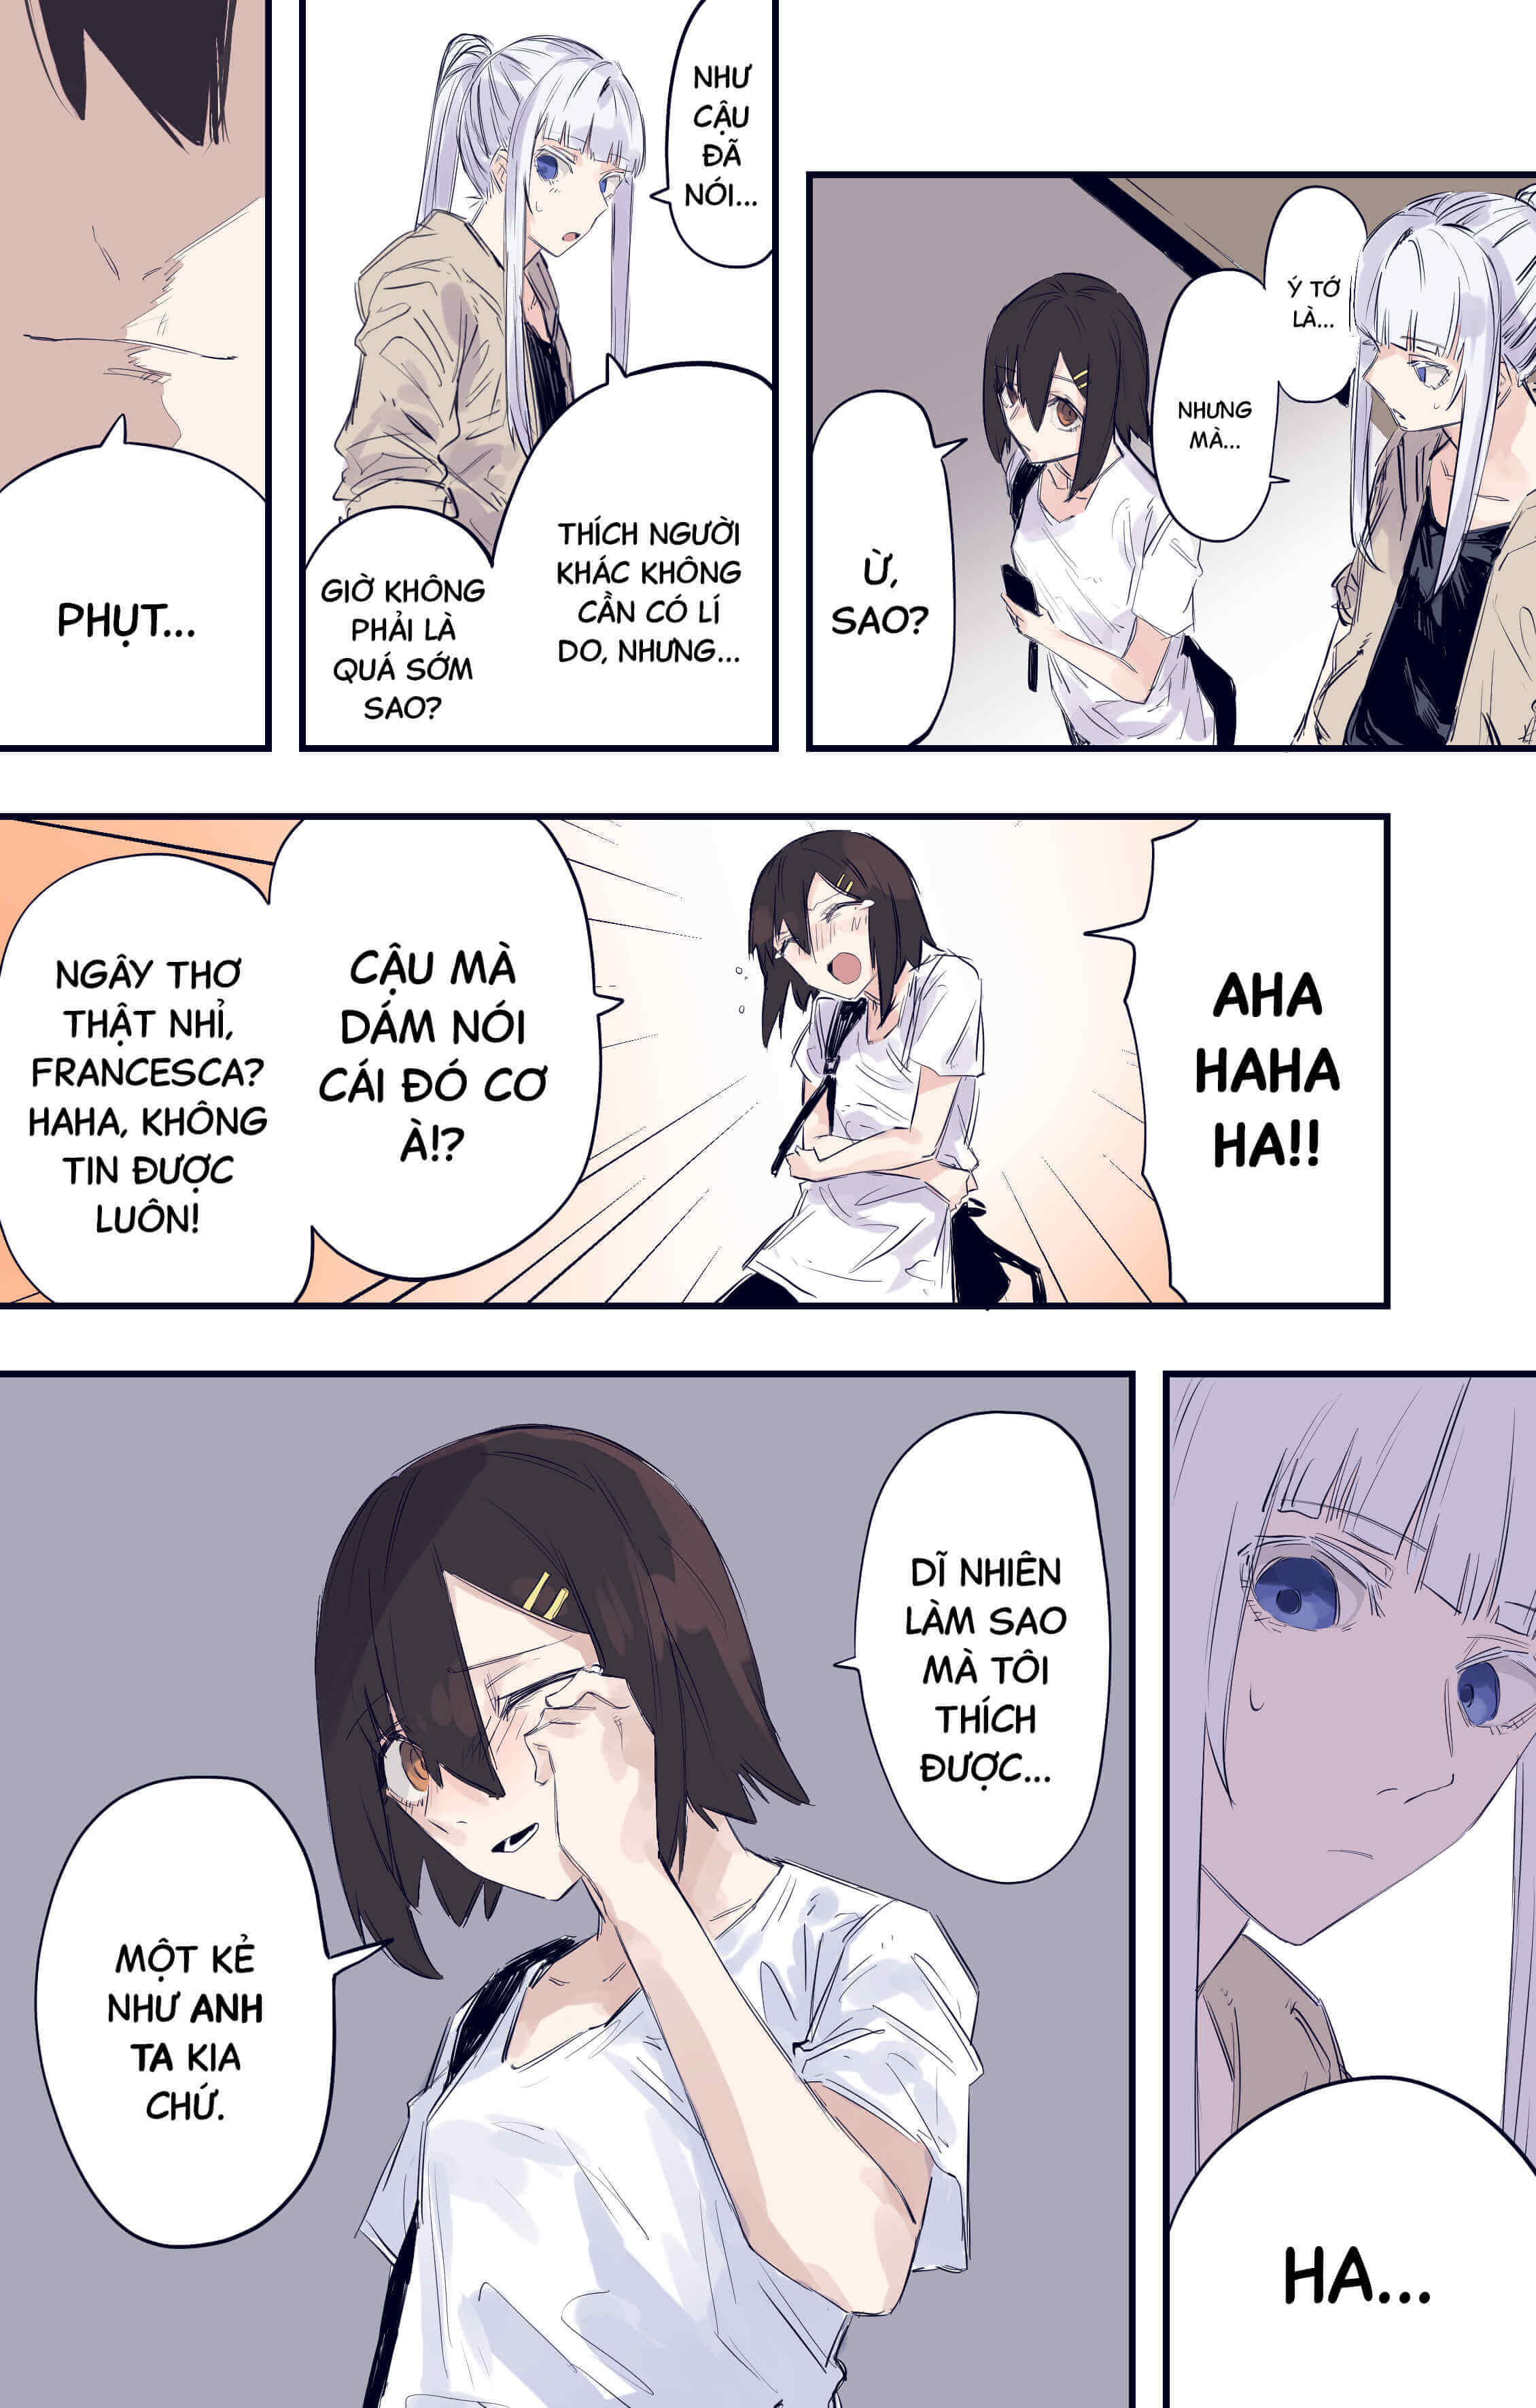 Ý TỚ
LÀ...
NHƯNG
MÀ...
Ừ,
SAO?
NHƯ
CẬU
ĐÃ
NÓI...
THÍCH NGƯỜI
KHÁC KHÔNG
CẦN CÓ LÍ
DO, NHƯNG...
GIỜ KHÔNG
PHẢI LÀ
QUÁ SỚM
SAO?
PHỤT...
AHA
HAHA
HA!!
CẬU MÀ
DÁM NÓI
CÁI ĐÓ CƠ
À!?
NGÂY THƠ
THẬT NHỈ,
FRANCESCA?
HAHA, KHÔNG
TIN ĐƯỢC
LUÔN!
HA...
DĨ NHIÊN
LÀM SAO
MÀ TÔI
THÍCH
ĐƯỢC...
MỘT KẺ
NHƯ ANH
TA KIA
CHỨ.